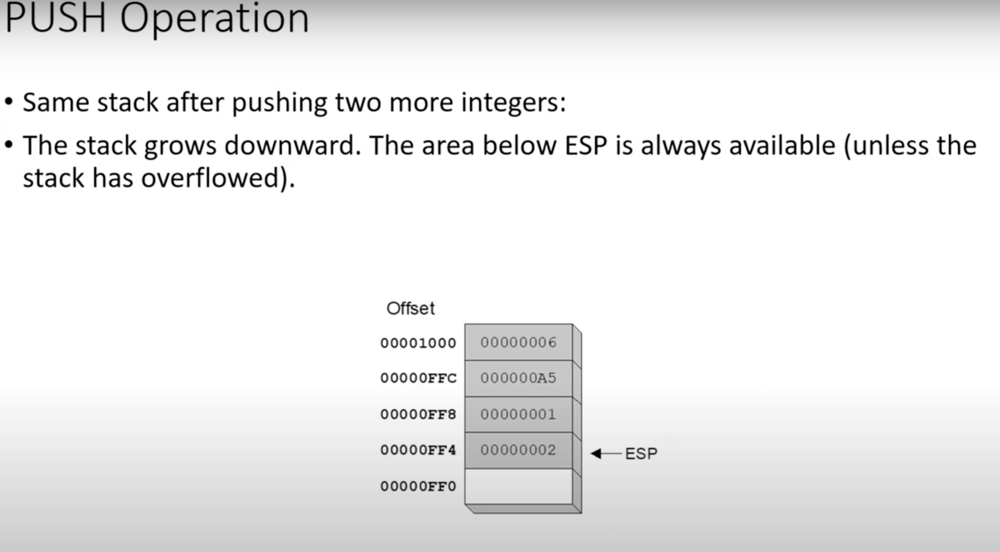 PUSH Operation
• Same stack after pushing two more integers:
• The stack grows downward. The area below ESP is always available (unless the
stack has overflowed).
Offset
00001000 00000006
00000FFC 000000A5
00000FF8 00000001
00000FF4 00000002 ESP
00000FF0